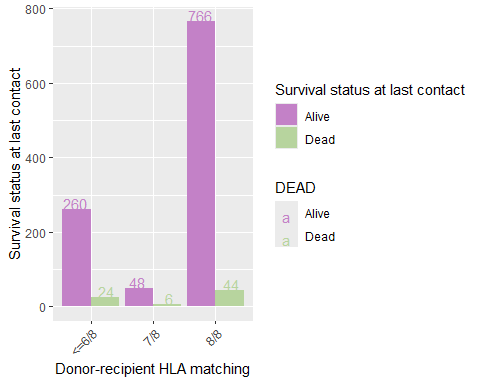 Survival status at last contact
800
600
400
200
0
260
24
48
6
766
44
<=6/8
7/8
8/8
Donor-recipient HLA matching
Survival status at last contact
Alive
Dead
DEAD
a Alive
a Dead